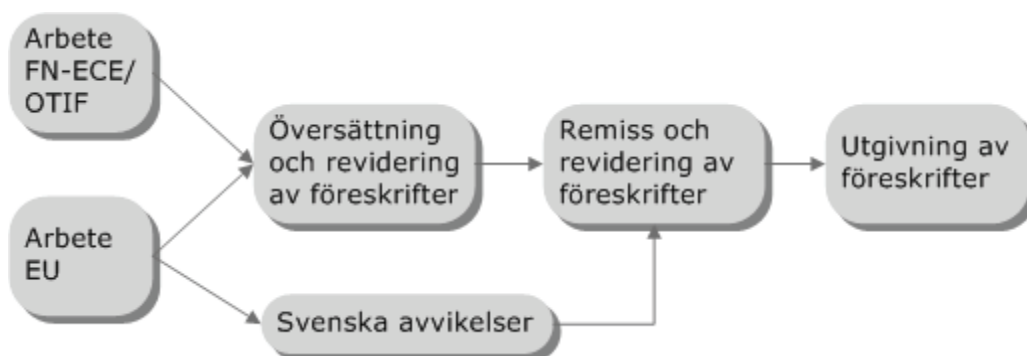 Arbete
FN-ECE/
OTIF
Översättning
och revidering
av föreskrifter
Remiss och
revidering av
föreskrifter
Utgivning av
föreskrifter
Arbete
EU
Svenska avvikelser